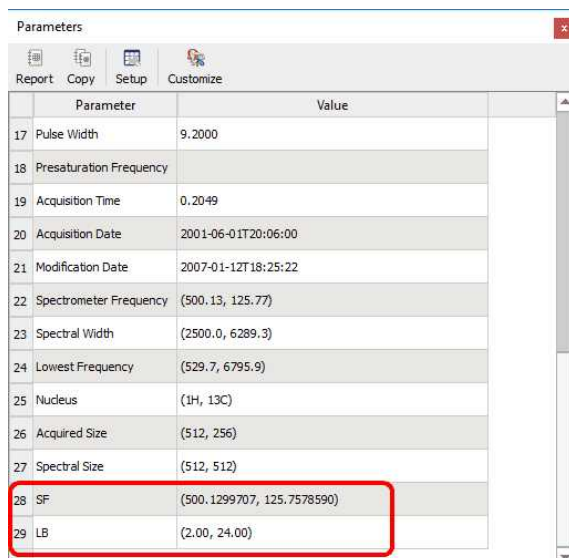 Parameters
x
Report Copy Setup Customize
Parameter Value
17 Pulse Width 9.2000
18 Presaturation Frequency
19 Acquisition Time 0.2049
20 Acquisition Date 2001-06-01T20:06:00
21 Modification Date 2007-01-12T18:25:22
22 Spectrometer Frequency (500.13, 125.77)
23 Spectral Width (2500.0, 6289.3)
24 Lowest Frequency (529.7, 6795.9)
25 Nucleus (1H, 13C)
26 Acquired Size (512, 256)
27 Spectral Size (512, 512)
28 SF (500.1299707, 125.7578590)
29 LB (2.00, 24.00)